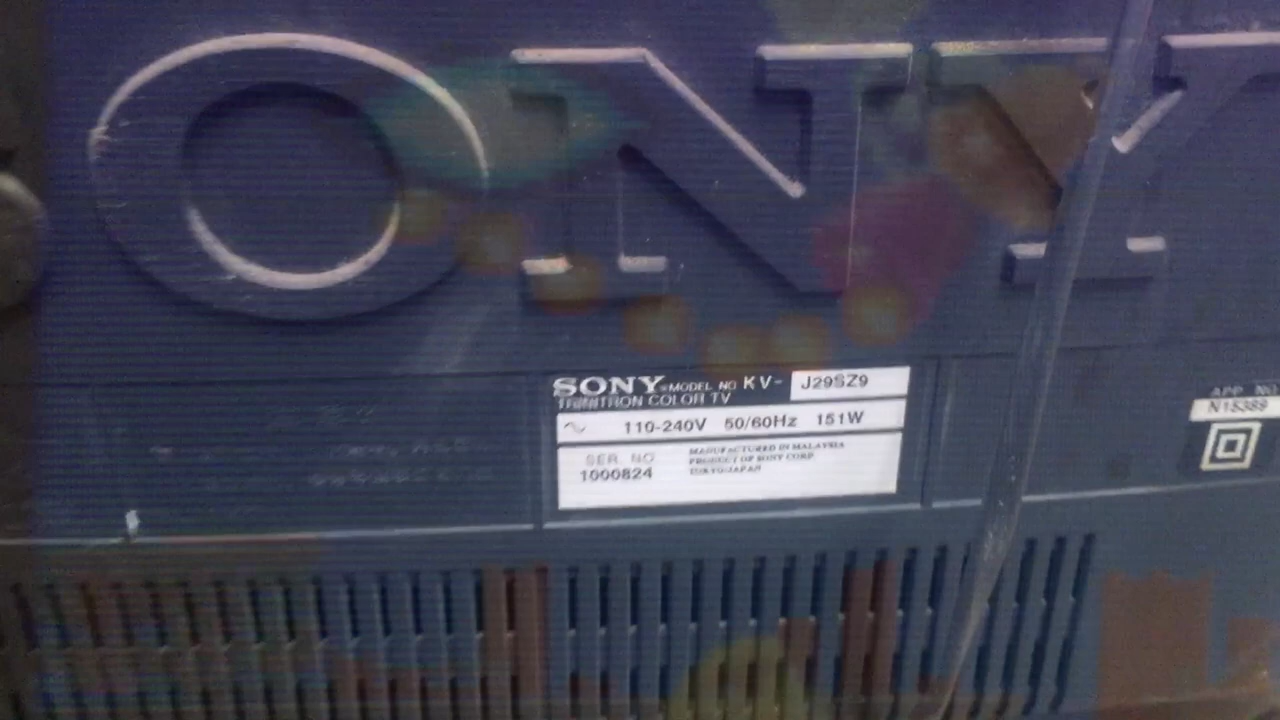 ONY
SONY® MODEL NO KV- J29SZ9
TRINITRON COLOR TV
110-240V 50/60Hz 151W
SER. NO
1000824
MANUFACTURED IN MALAYSIA
PRODUCT OF SONY CORP.
TOKYO JAPAN
APP. NO
N15389